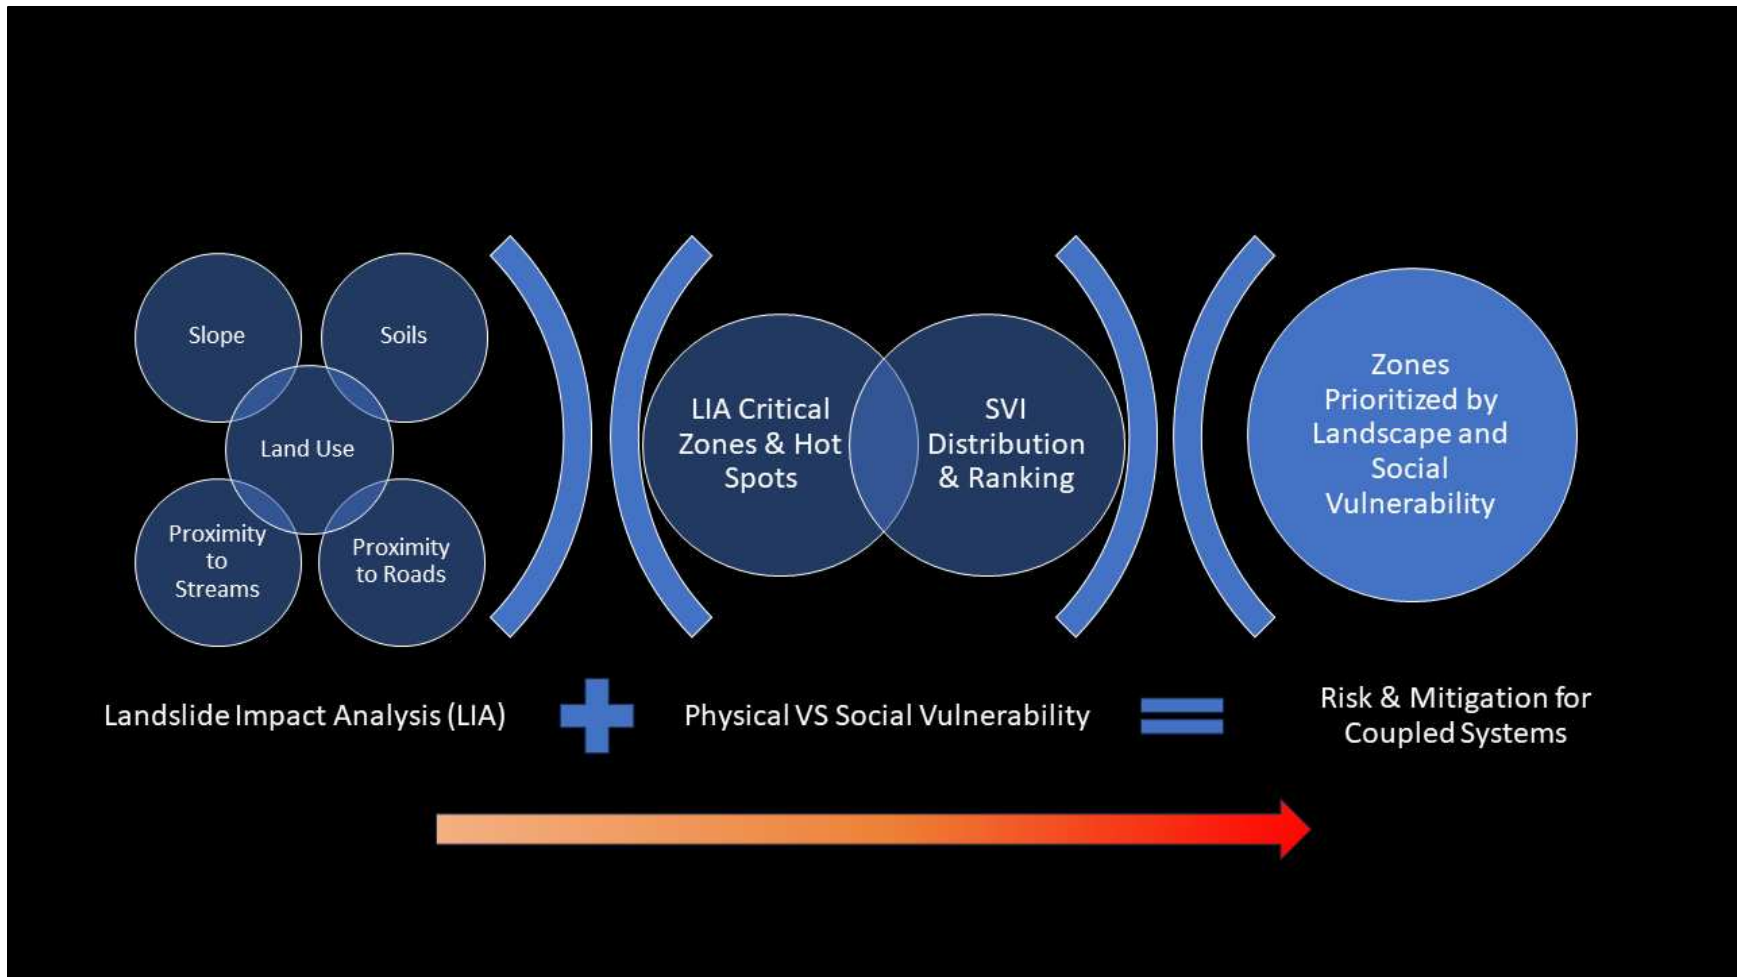 Slope
Soils
Land Use
Proximity
to
Streams
Proximity
to Roads
LIA Critical
Zones & Hot
Spots
SVI
Distribution
& Ranking
Zones
Prioritized by
Landscape and
Social
Vulnerability
Landslide Impact Analysis (LIA)
Physical VS Social Vulnerability
Risk & Mitigation for
Coupled Systems